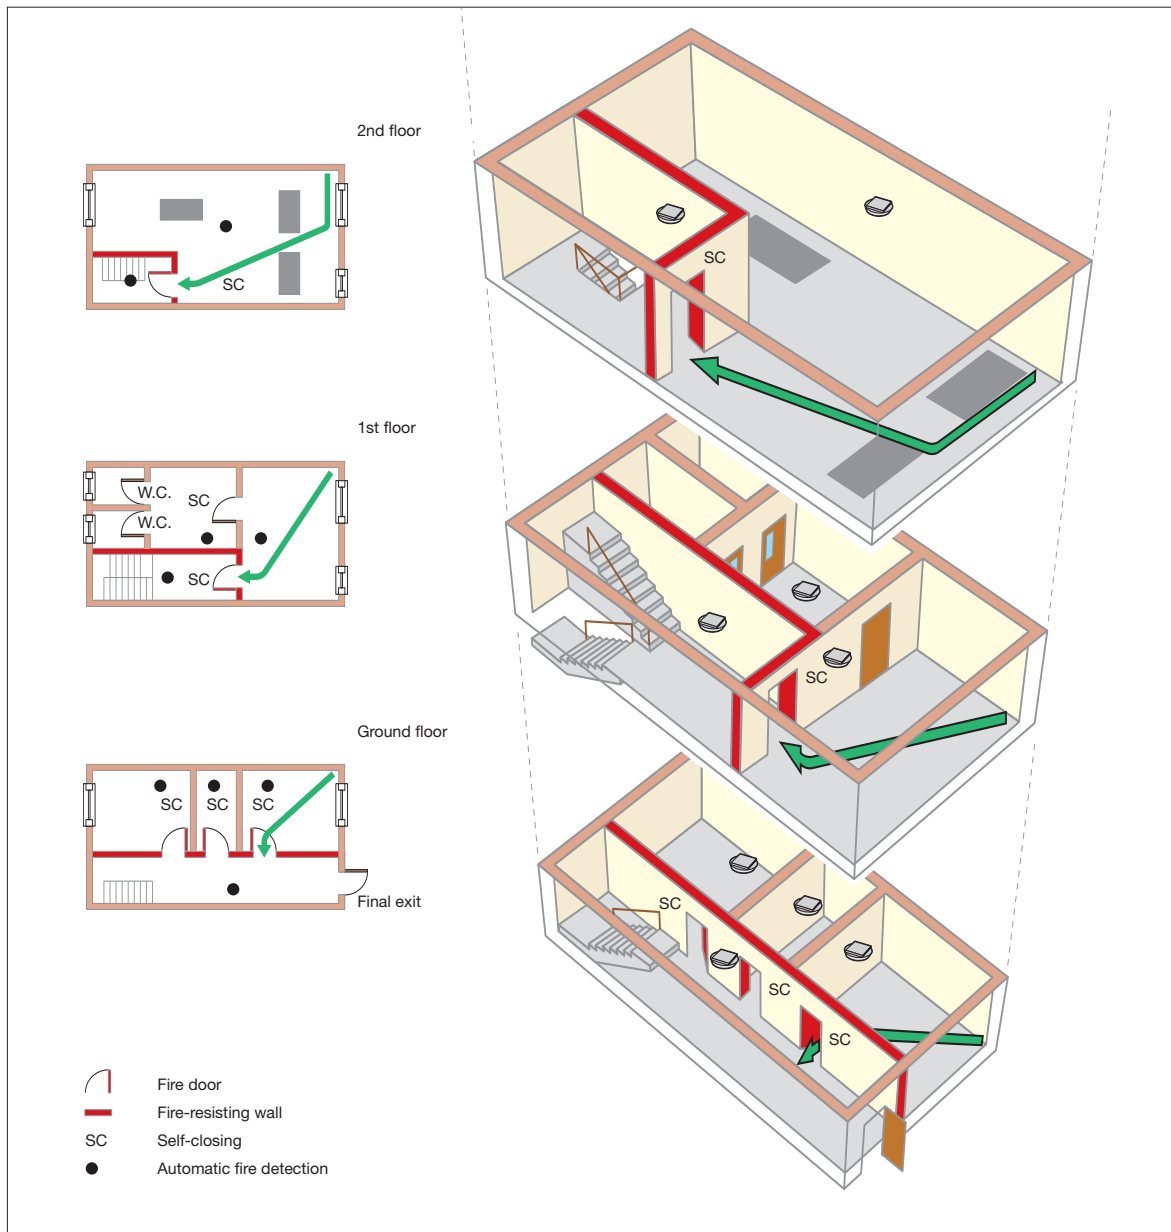 2nd floor
SC
SC
1st floor
W.C.
SC
W.C.
SC
SC
Ground floor
SC
SC
SC
SC
SC
SC
Final exit
Fire door
Fire-resisting wall
SC
Self-closing
Automatic fire detection